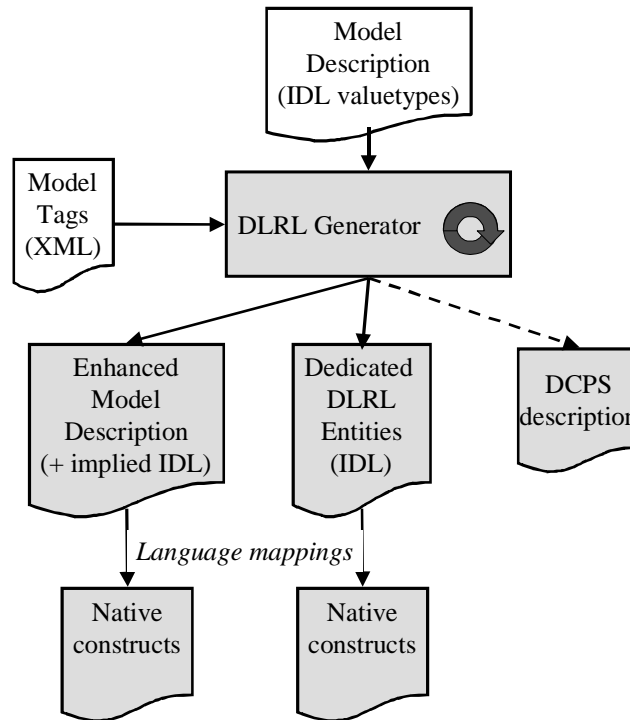 Model
Description
(IDL valuetypes)
Model
Tags
(XML)
DLRL Generator
Enhanced
Model
Description
(+ implied IDL)
Dedicated
DLRL
Entities
(IDL)
DCPS
description
Language mappings
Native
constructs
Native
constructs